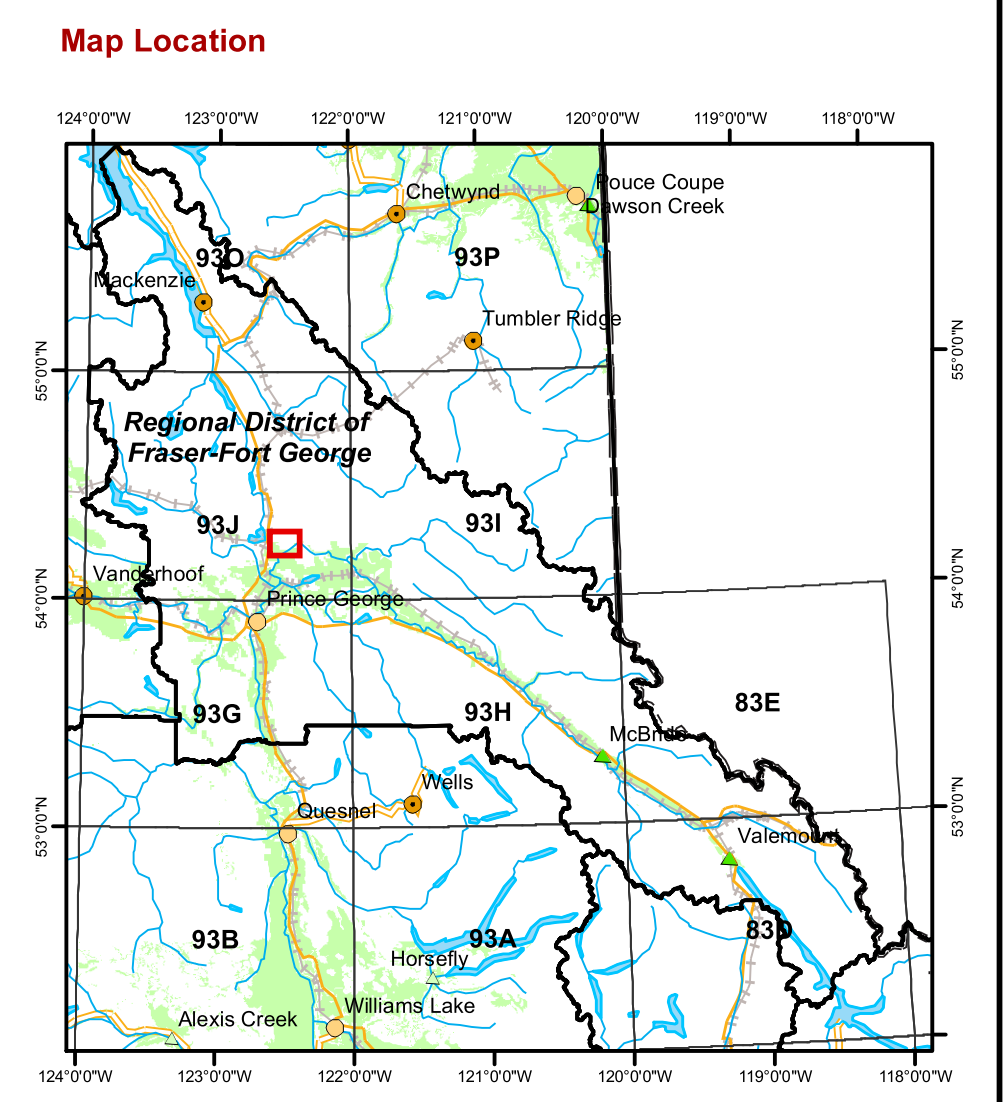 Map Location
124°0'0"W 123°0'0"W 122°0'0"W 121°0'0"W 120°0'0"W 119°0'0"W 118°0'0"W
Pouce Coupe
Chetwynd
Dawson Creek
93O
93P
Mackenzie
Tumbler Ridge
55°0'0"N
55°0'0"N
Regional District of
Fraser-Fort George
93J
93I
Vanderhoof
54°0'0"N
54°0'0"N
Prince George
83E
93G
93H
McBride
Wells
Quesnel
53°0'0"N
53°0'0"N
Valemount
83D
93B
93A
Horsefly
Williams Lake
Alexis Creek
124°0'0"W 123°0'0"W 122°0'0"W 121°0'0"W 120°0'0"W 119°0'0"W 118°0'0"W